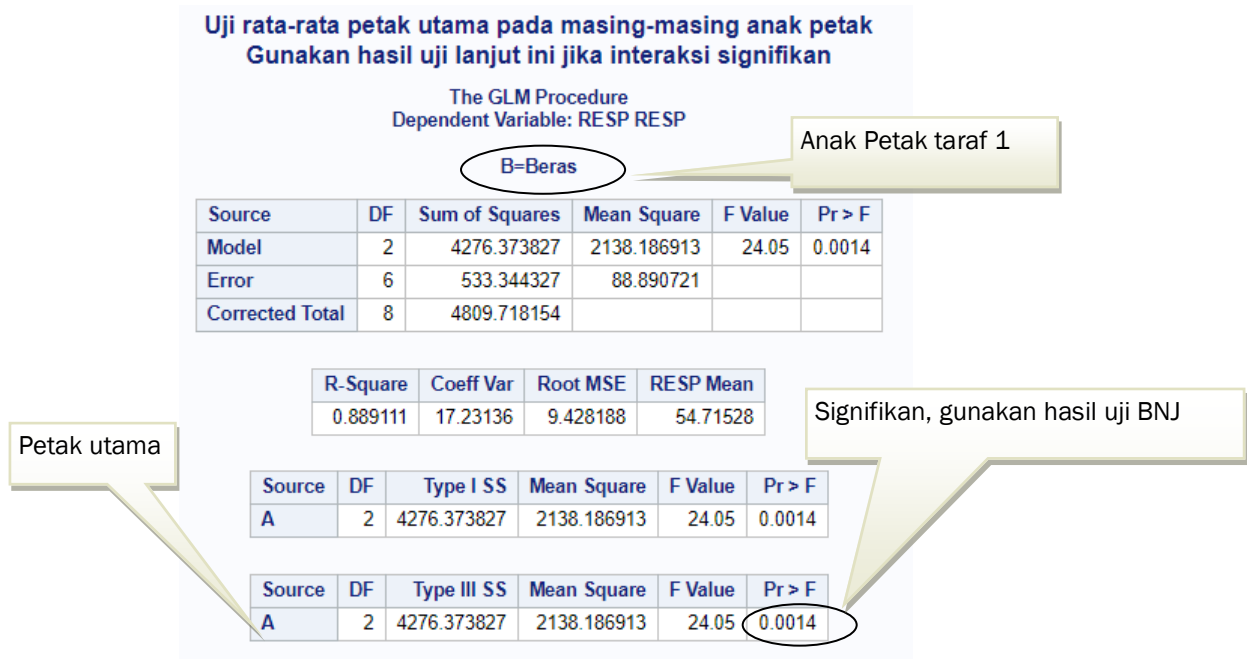 Uji rata-rata petak utama pada masing-masing anak petak
Gunakan hasil uji lanjut ini jika interaksi signifikan
The GLM Procedure
Dependent Variable: RESP RESP
Anak Petak taraf 1
B=Beras
Source DF Sum of Squares Mean Square F Value Pr > F
Model 2 4276.373827 2138.186913 24.05 0.0014
Error 6 533.344327 88.890721
Corrected Total 8 4809.718154
R-Square Coeff Var Root MSE RESP Mean
0.889111 17.23136 9.428188 54.71528
Signifikan, gunakan hasil uji BNJ
Petak utama
Source DF Type I SS Mean Square F Value Pr > F
A 2 4276.373827 2138.186913 24.05 0.0014
Source DF Type III SS Mean Square F Value Pr > F
A 2 4276.373827 2138.186913 24.05 0.0014